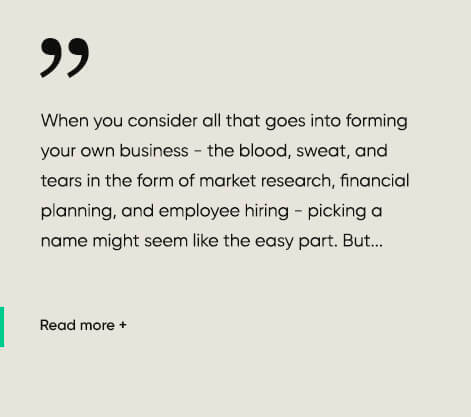 ”
When you consider all that goes into forming
your own business - the blood, sweat, and
tears in the form of market research, financial
planning, and employee hiring - picking a
name might seem like the easy part. But...
Read more +